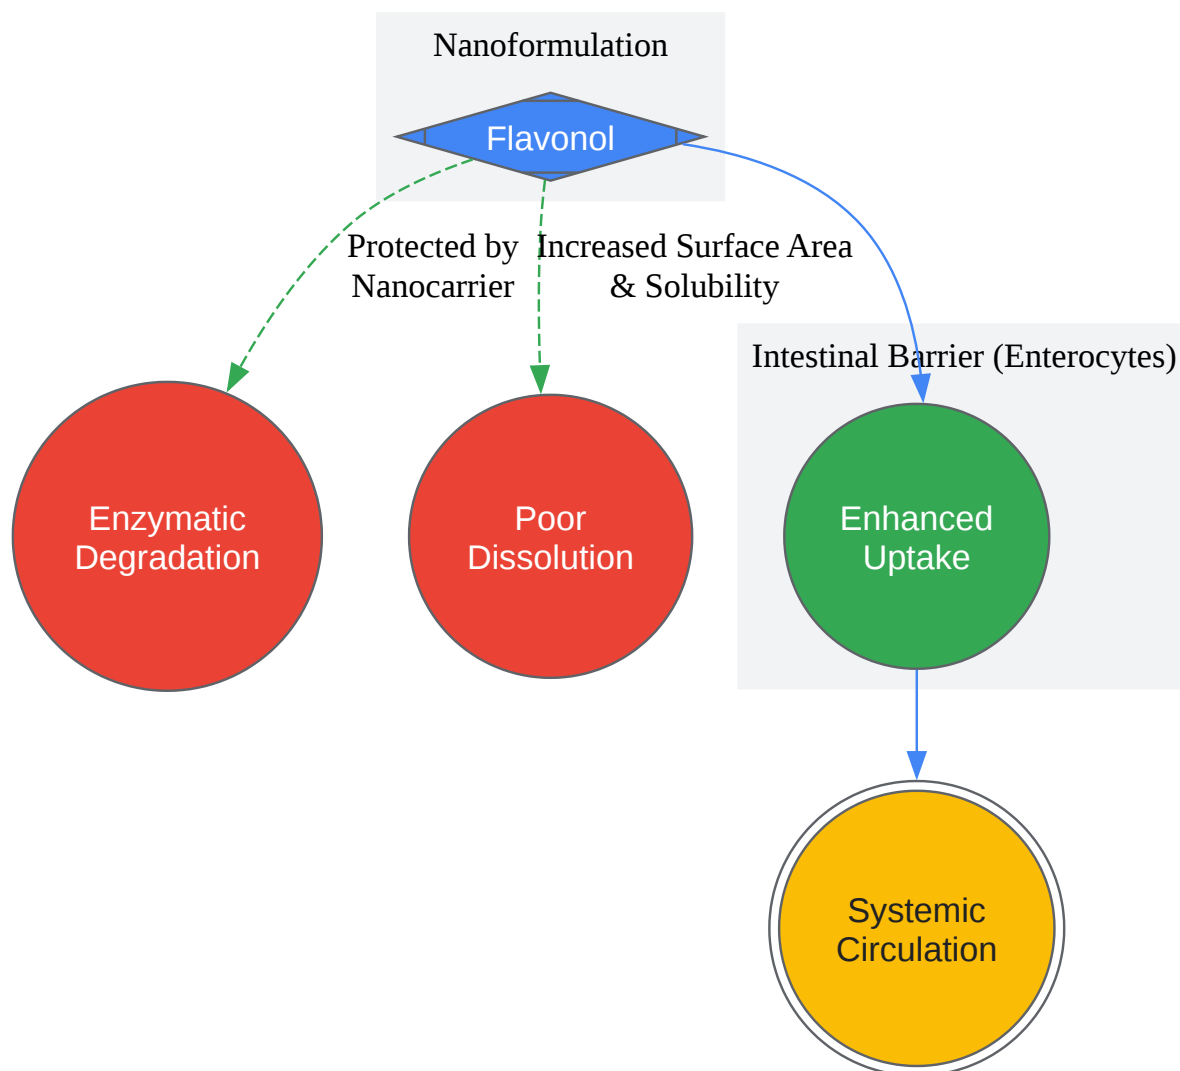 Nanoformulation
Flavonol
Protected by
Nanocarrier
Increased Surface Area
& Solubility
Intestinal Barrier (Enterocytes)
Enzymatic
Degradation
Poor
Dissolution
Enhanced
Uptake
Systemic
Circulation